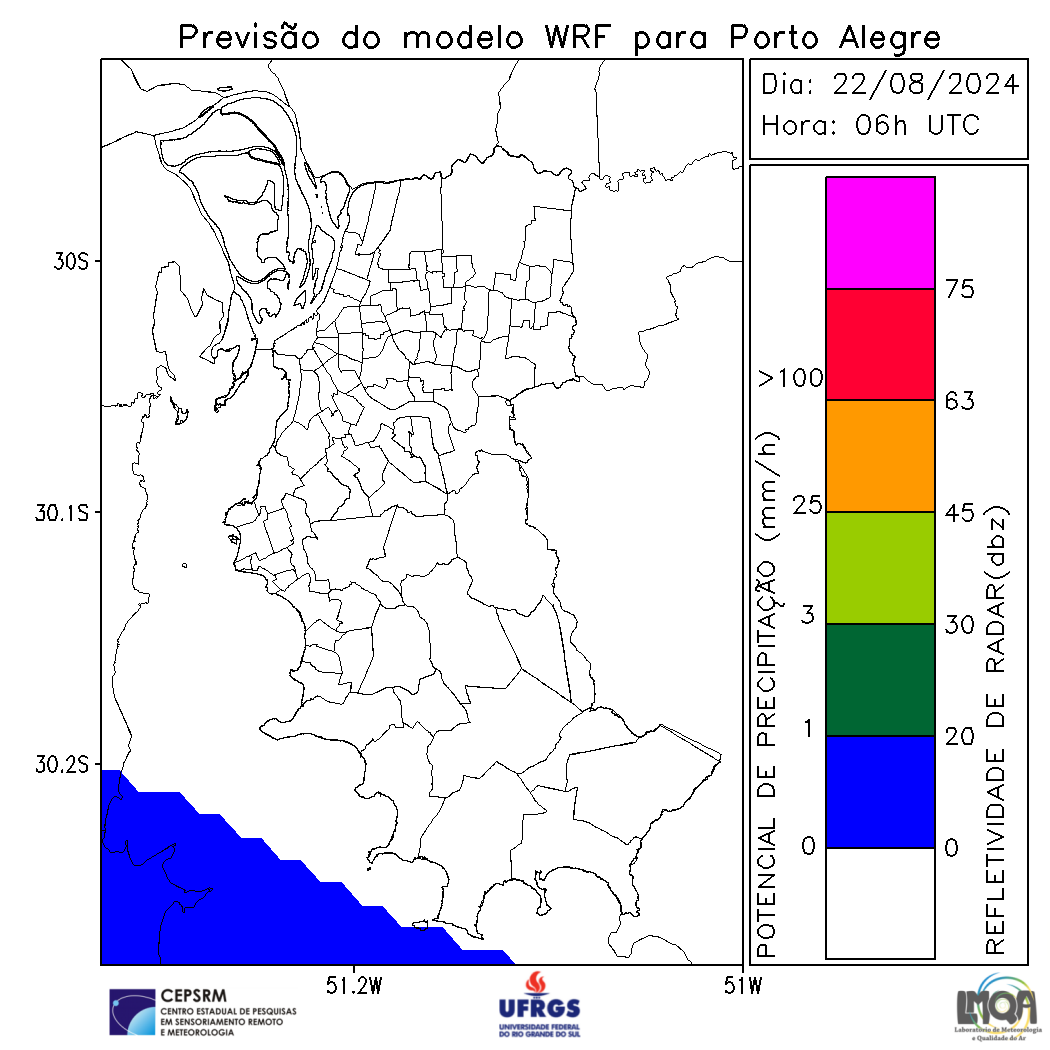 Previsão do modelo WRF para Porto Alegre
Dia: 22/08/2024
Hora: 06h UTC
30S
30.1S
30.2S
51.2W
51W
POTENCIAL DE PRECIPITAÇÃO (mm/h)
>100
25
3
1
0
75
63
45
30
20
0
REFLETIVIDADE DE RADAR(dbz)
CEPSRM
CENTRO ESTADUAL DE PESQUISAS
EM SENSORIAMENTO REMOTO
E METEOROLOGIA
UFRGS
UNIVERSIDADE FEDERAL
DO RIO GRANDE DO SUL
LMQA
Laboratório de Meteorologia
e Qualidade do Ar